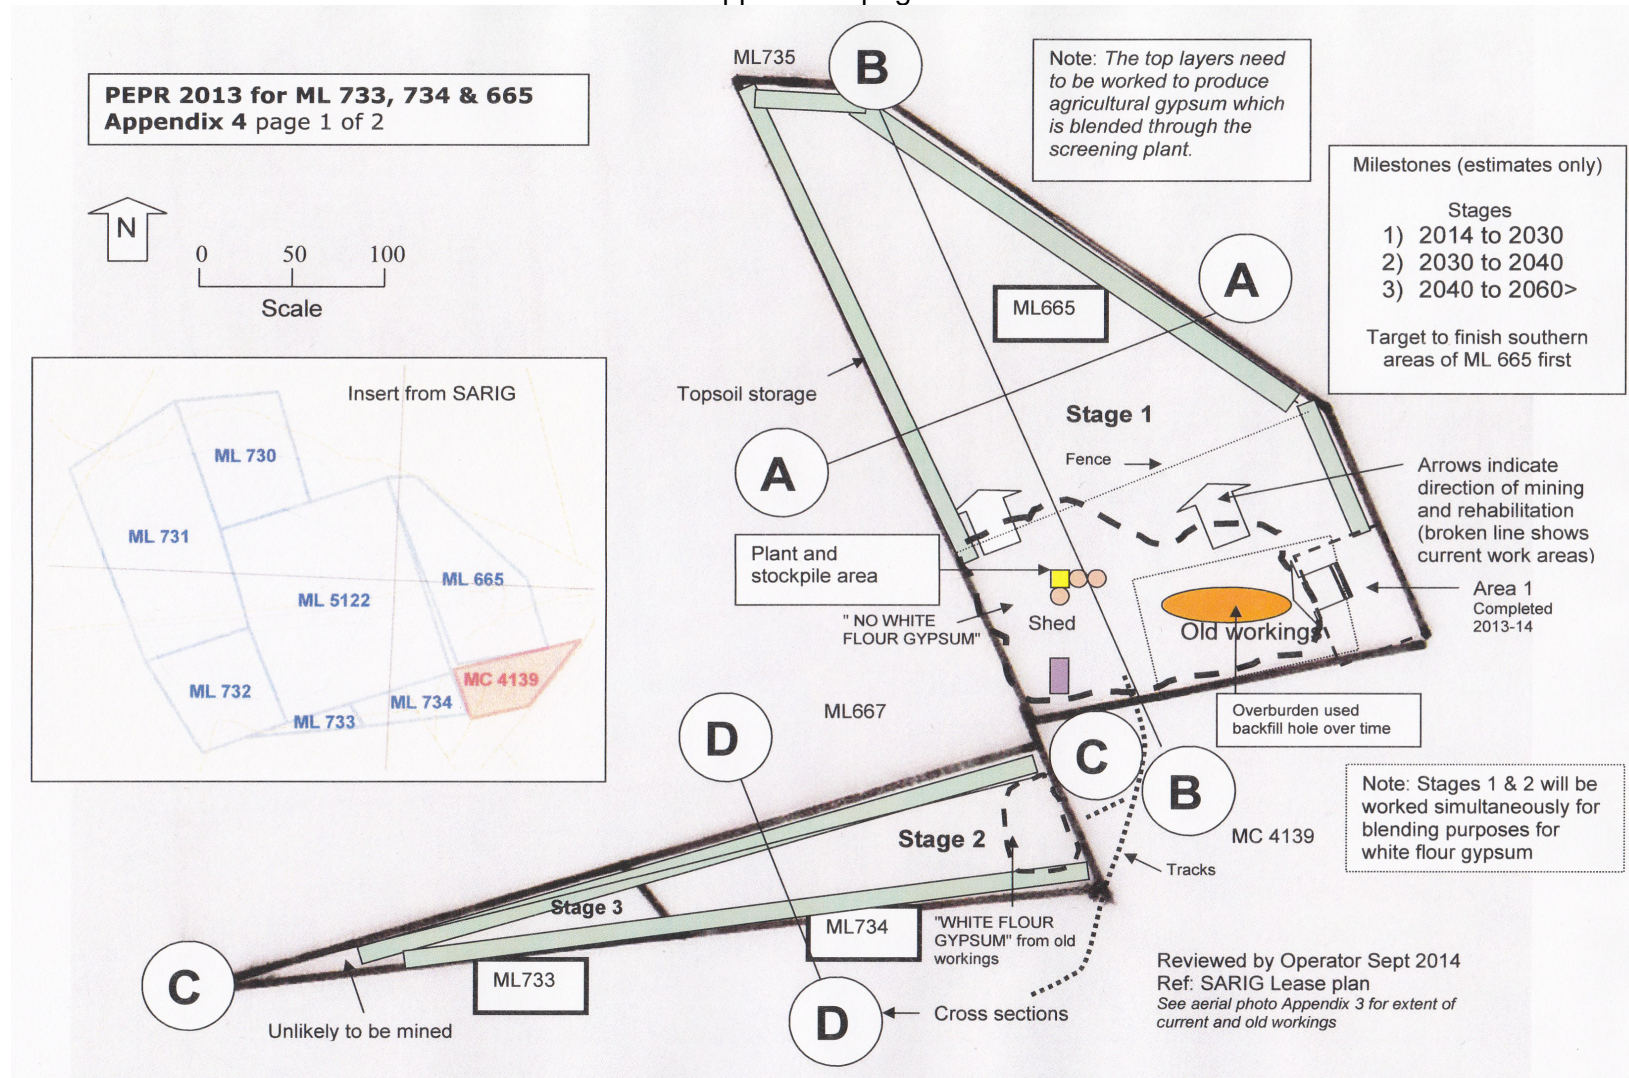 PEPR 2013 for ML 733, 734 & 665
Appendix 4 page 1 of 2
N
0 50 100
Scale
Insert from SARIG
ML 730
ML 731
ML 665
ML 5122
MC 4139
ML 732
ML 734
ML 733
ML735
B
Note: The top layers need
to be worked to produce
agricultural gypsum which
is blended through the
screening plant.
Milestones (estimates only)
Stages
1) 2014 to 2030
2) 2030 to 2040
3) 2040 to 2060>
Target to finish southern
areas of ML 665 first
A
ML665
Topsoil storage
Stage 1
A
Fence
Arrows indicate
direction of mining
and rehabilitation
(broken line shows
current work areas)
Plant and
stockpile area
Area 1
Completed
2013-14
" NO WHITE
FLOUR GYPSUM"
Shed
Old workings
ML667
Overburden used
backfill hole over time
D
C
B
MC 4139
Note: Stages 1 & 2 will be
worked simultaneously for
blending purposes for
white flour gypsum
Stage 2
Tracks
Stage 3
ML734
"WHITE FLOUR
GYPSUM" from old
workings
C
ML733
D
Cross sections
Unlikely to be mined
Reviewed by Operator Sept 2014
Ref: SARIG Lease plan
See aerial photo Appendix 3 for extent of
current and old workings